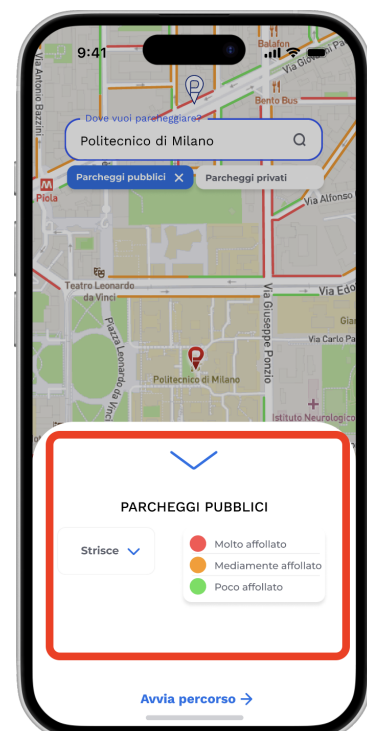 9:41
Balafon
Via Giovanni Pa
Via Antonio Bazzini
P
Bento Bus
Dove vuoi parcheggiare?
Politecnico di Milano
Parcheggi pubblici X
Parcheggi privati
M
Piola
Via Alfonso
Teatro Leonardo
da Vinci
Via Edo
Via Giuseppe Ponzio
Piazza Leonardo da Vinci
Gia
Via Carlo Pa
P
Politecnico di Milano
Istituto Neurologico
PARCHEGGI PUBBLICI
Strisce
Molto affollato
Mediamente affollato
Poco affollato
Avvia percorso →